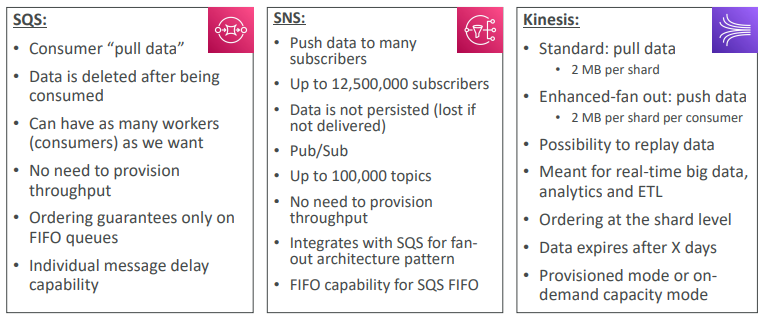 SQS:
• Consumer “pull data”
• Data is deleted after being
consumed
• Can have as many workers
(consumers) as we want
• No need to provision
throughput
• Ordering guarantees only on
FIFO queues
• Individual message delay
capability
SNS:
• Push data to many
subscribers
• Up to 12,500,000 subscribers
• Data is not persisted (lost if
not delivered)
• Pub/Sub
• Up to 100,000 topics
• No need to provision
throughput
• Integrates with SQS for fan-
out architecture pattern
• FIFO capability for SQS FIFO
Kinesis:
• Standard: pull data
• 2 MB per shard
• Enhanced-fan out: push data
• 2 MB per shard per consumer
• Possibility to replay data
• Meant for real-time big data,
analytics and ETL
• Ordering at the shard level
• Data expires after X days
• Provisioned mode or on-
demand capacity mode